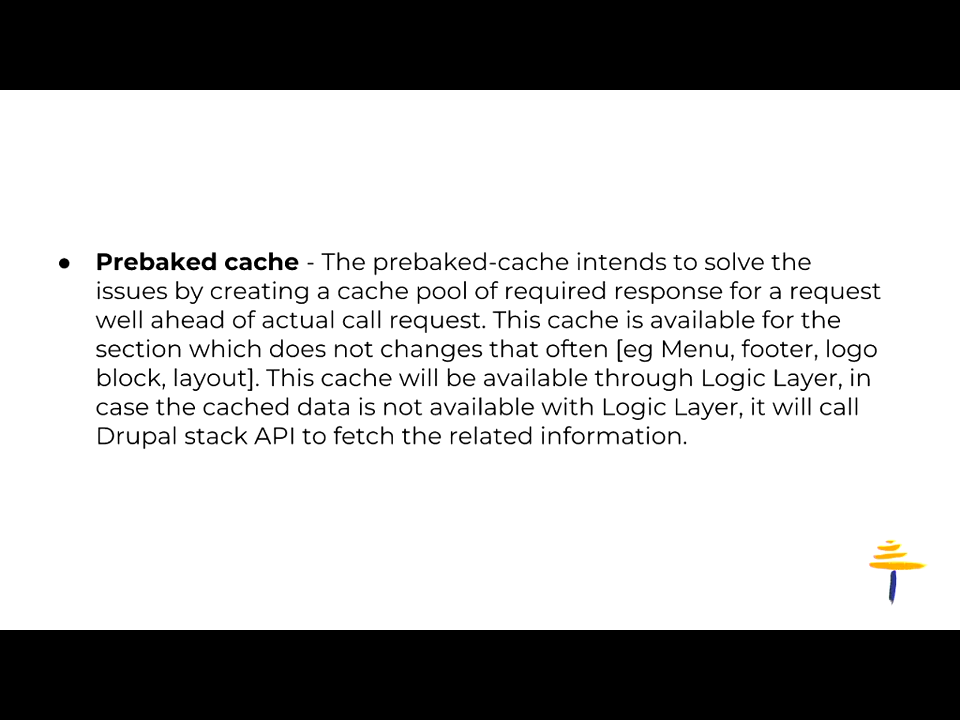 ● Prebaked cache - The prebaked-cache intends to solve the
issues by creating a cache pool of required response for a request
well ahead of actual call request. This cache is available for the
section which does not changes that often [eg Menu, footer, logo
block, layout]. This cache will be available through Logic Layer, in
case the cached data is not available with Logic Layer, it will call
Drupal stack API to fetch the related information.